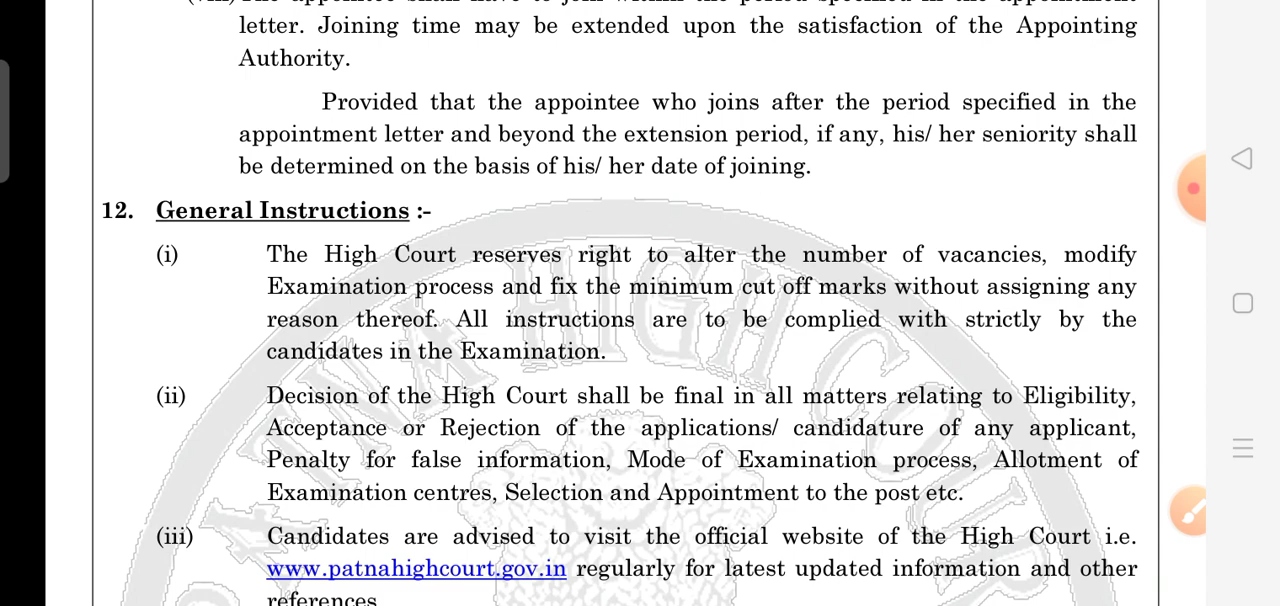 letter. Joining time may be extended upon the satisfaction of the Appointing
Authority.
Provided that the appointee who joins after the period specified in the
appointment letter and beyond the extension period, if any, his/ her seniority shall
be determined on the basis of his/ her date of joining.
12. General Instructions :-
(i) The High Court reserves right to alter the number of vacancies, modify
Examination process and fix the minimum cut off marks without assigning any
reason thereof. All instructions are to be complied with strictly by the
candidates in the Examination.
(ii) Decision of the High Court shall be final in all matters relating to Eligibility,
Acceptance or Rejection of the applications/ candidature of any applicant,
Penalty for false information, Mode of Examination process, Allotment of
Examination centres, Selection and Appointment to the post etc.
(iii) Candidates are advised to visit the official website of the High Court i.e.
www.patnahighcourt.gov.in regularly for latest updated information and other
references
PATNA HIGH COUR